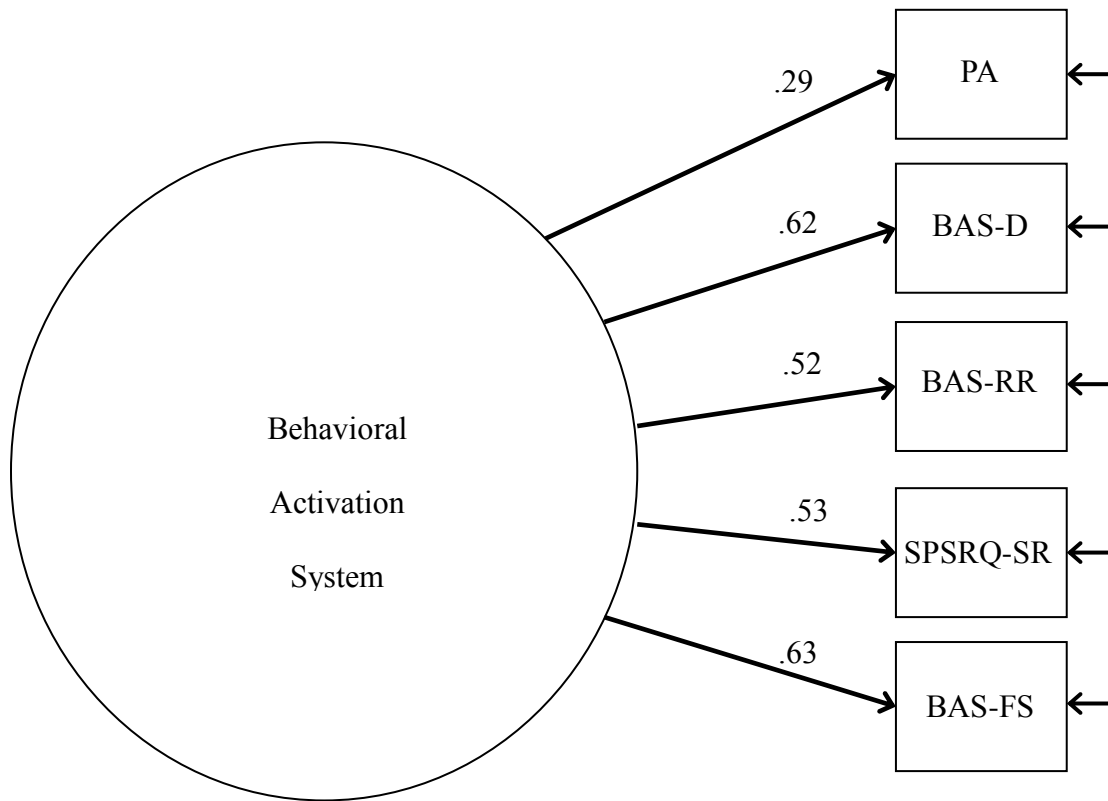 .29
PA
.62
BAS-D
.52
BAS-RR
Behavioral
Activation
System
.53
SPSRQ-SR
.63
BAS-FS